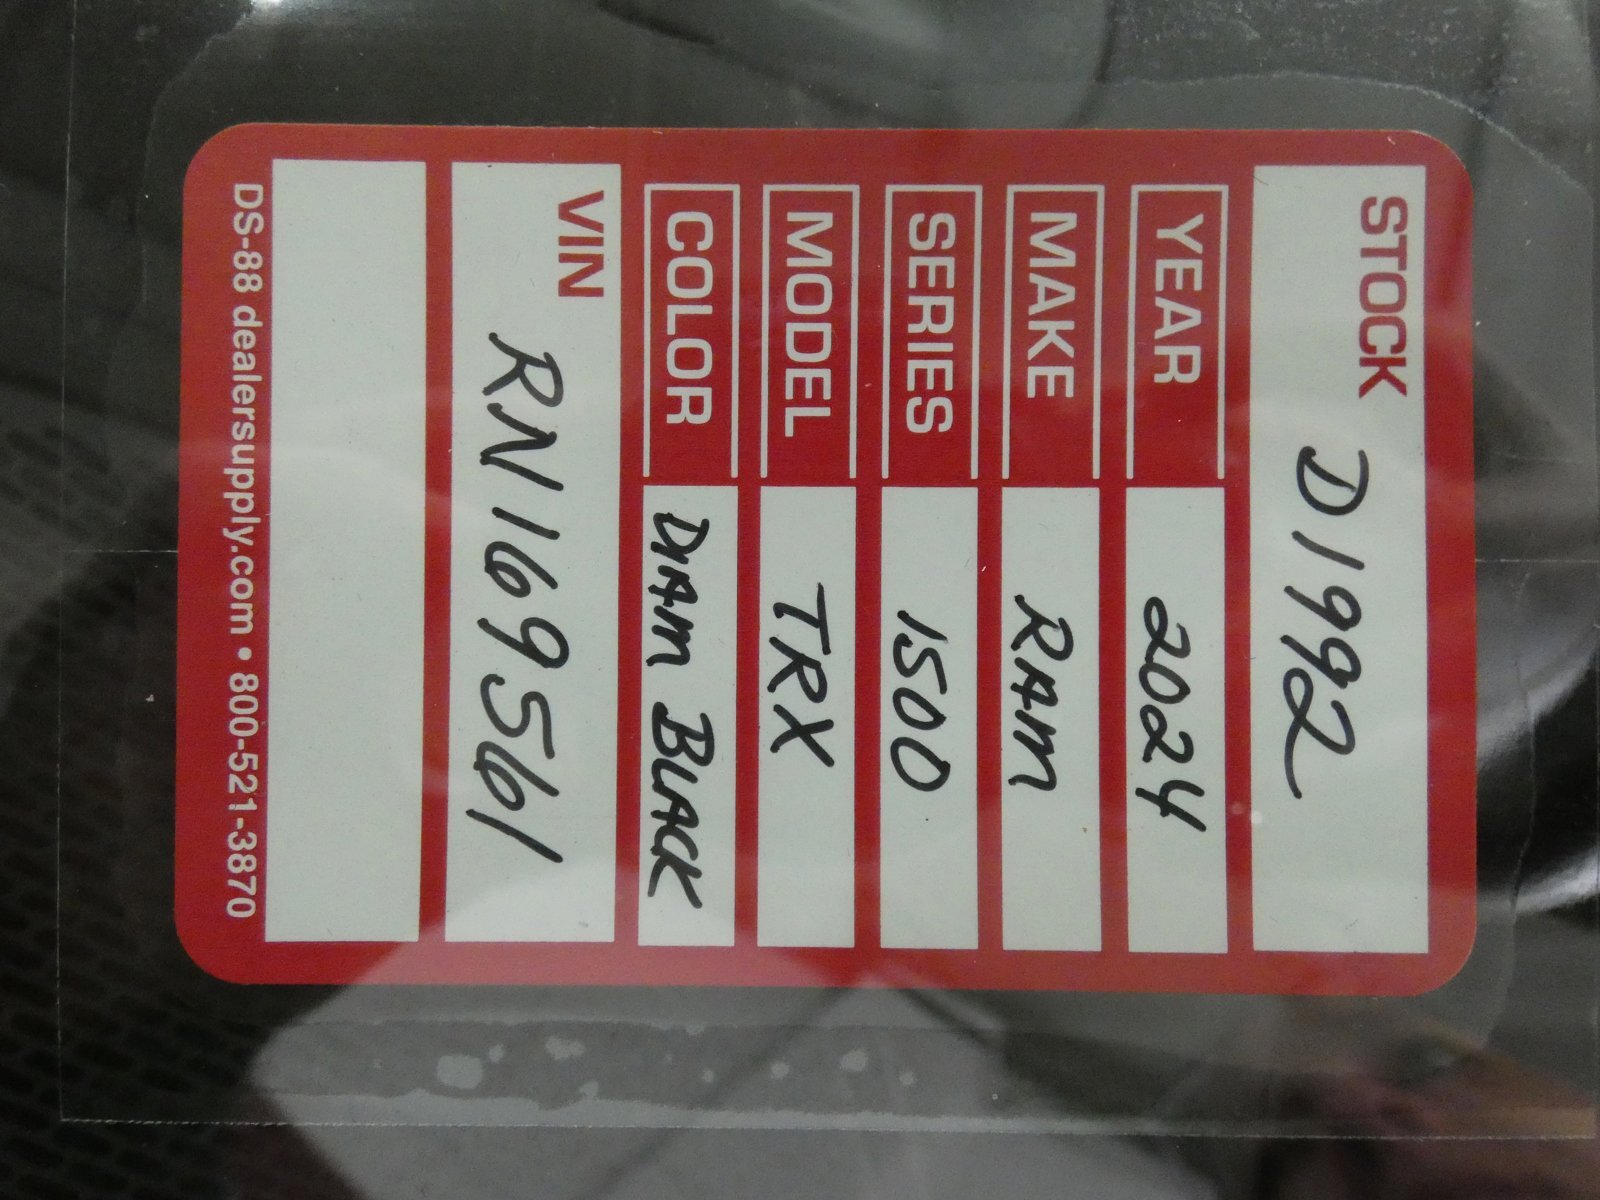 STOCK D1992
YEAR 2024
MAKE RAM
SERIES 1500
MODEL TRX
COLOR DIAM BLACK
VIN RN169561
DS-88 dealersupply.com • 800-521-3870